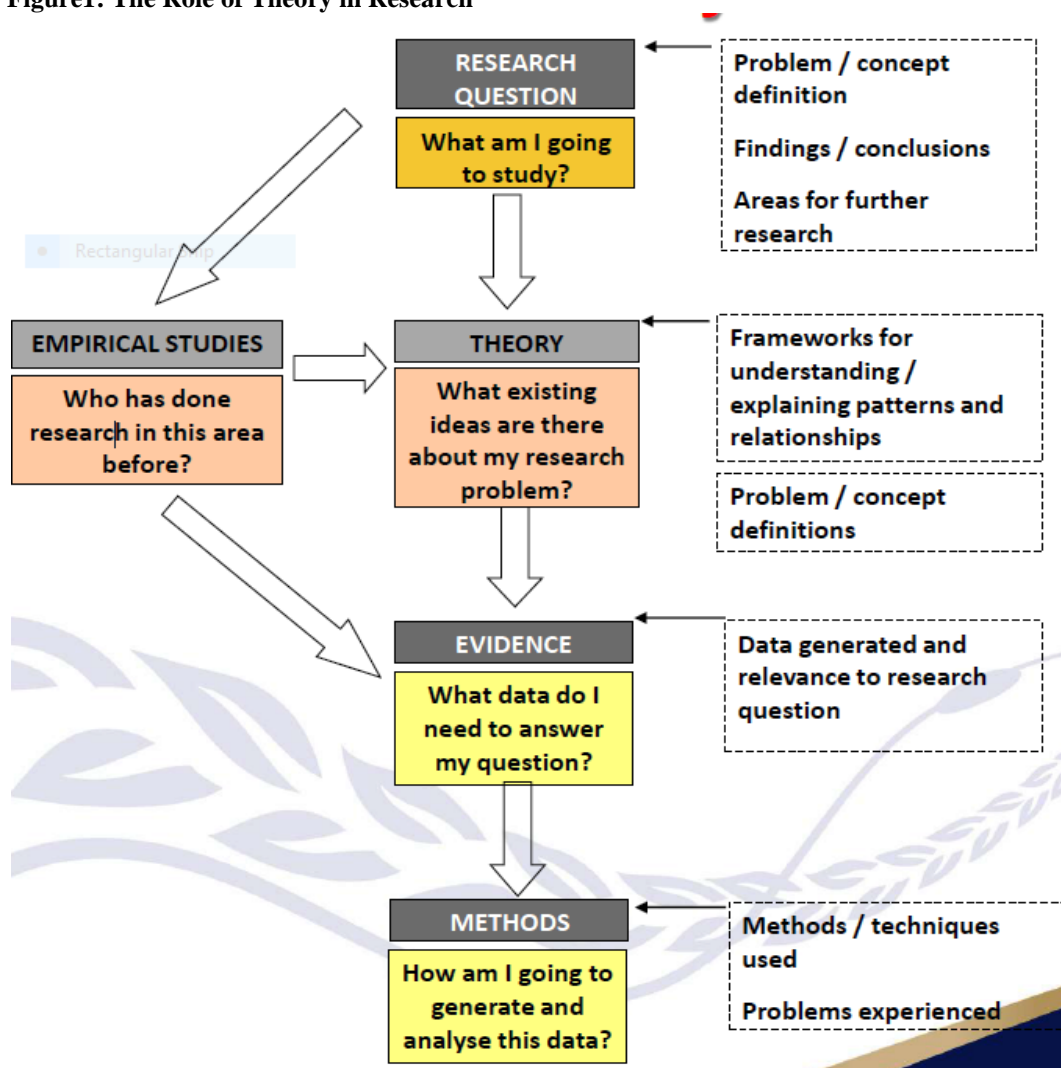 Figure1: The Role of Theory in Research
RESEARCH
QUESTION
What am I going
to study?
Problem / concept
definition
Findings / conclusions
Areas for further
research
Rectangular Snip
EMPIRICAL STUDIES
Who has done
research in this area
before?
THEORY
What existing
ideas are there
about my research
problem?
Frameworks for
understanding /
explaining patterns and
relationships
Problem / concept
definitions
EVIDENCE
What data do I
need to answer
my question?
Data generated and
relevance to research
question
METHODS
How am I going to
generate and
analyse this data?
Methods / techniques
used
Problems experienced